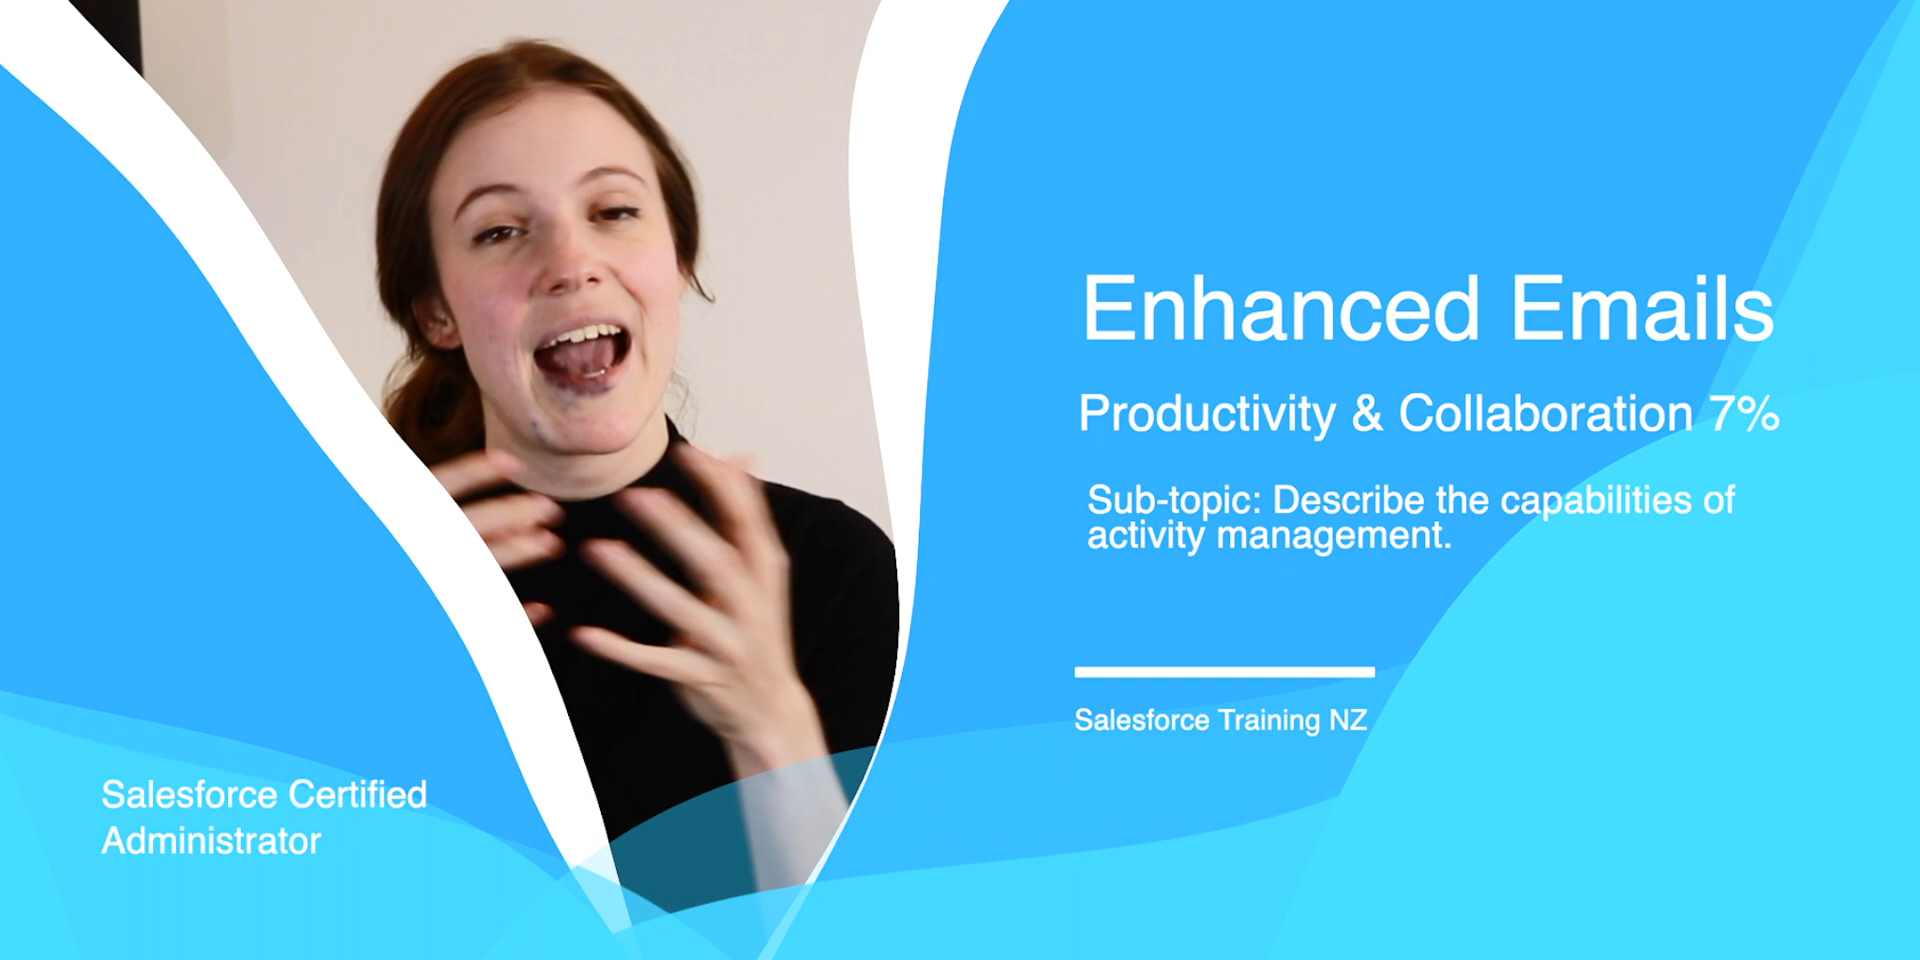 Enhanced Emails
Productivity & Collaboration 7%
Sub-topic: Describe the capabilities of
activity management.
Salesforce Training NZ
Salesforce Certified
Administrator